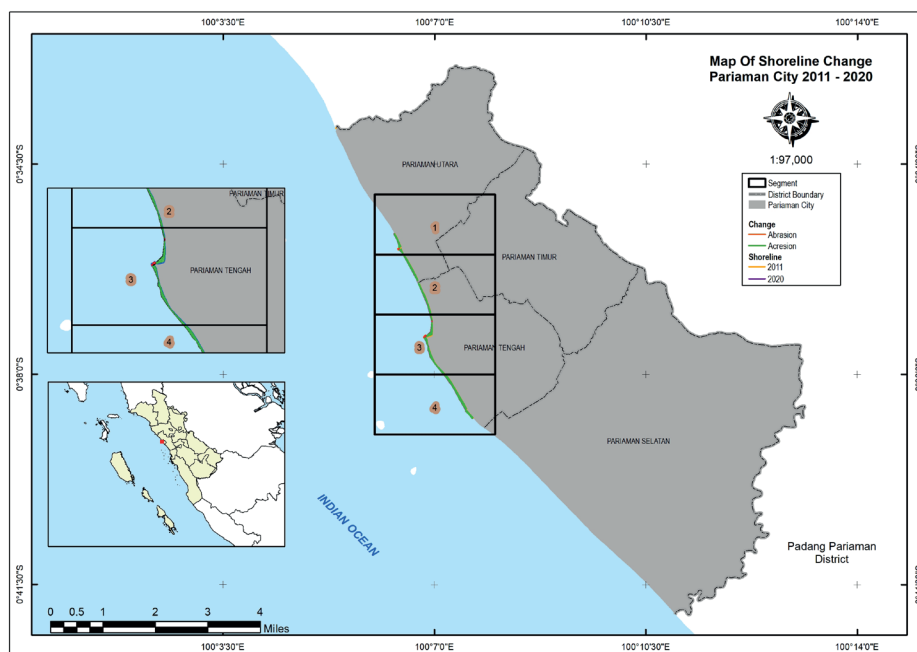 100°3'30"E
100°7'0"E
100°10'30"E
100°14'0"E
Map Of Shoreline Change
Pariaman City 2011 - 2020
1:97,000
Segment
District Boundary
Pariaman City
Change
Abrasion
Acresion
Shoreline
2011
2020
0°34'30"S
0°38'0"S
0°41'30"S
PARIAMAN UTARA
1
PARIAMAN TIMUR
2
PARIAMAN TENGAH
3
4
PARIAMAN SELATAN
PARIAMAN TIMUR
2
PARIAMAN TENGAH
3
4
INDIAN OCEAN
Padang Pariaman
District
0 0.5 1 2 3 4
Miles
100°3'30"E
100°7'0"E
100°10'30"E
100°14'0"E